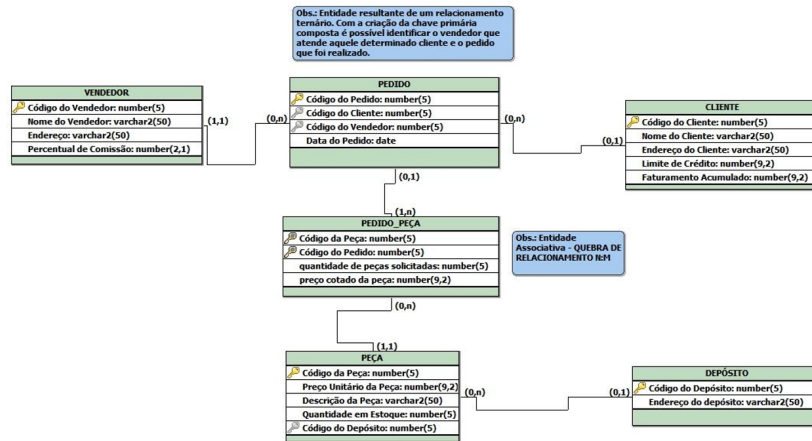 Obs.: Entidade resultante de um relacionamento
ternário. Com a criação da chave primária
composta é possível identificar o vendedor que
atende aquele determinado cliente e o pedido
que foi realizado.
VENDEDOR
Código do Vendedor: number(5)
Nome do Vendedor: varchar2(50)
Endereço: varchar2(50)
Percentual de Comissão: number(2,1)
(1,1)
(0,n)
PEDIDO
Código do Pedido: number(5)
Código do Cliente: number(5)
Código do Vendedor: number(5)
Data do Pedido: date
(0,n)
(0,1)
CLIENTE
Código do Cliente: number(5)
Nome do Cliente: varchar2(50)
Endereço do Cliente: varchar2(50)
Limite de Crédito: number(9,2)
Faturamento Acumulado: number(9,2)
(0,1)
(1,n)
PEDIDO_PEÇA
Código da Peça: number(5)
Código do Pedido: number(5)
quantidade de peças solicitadas: number(5)
preço cotado da peça: number(9,2)
Obs.: Entidade
Associativa - QUEBRA DE
RELACIONAMENTO N:M
(0,n)
(1,1)
PEÇA
Código da Peça: number(5)
Preço Unitário da Peça: number(9,2)
Descrição da Peça: varchar2(50)
Quantidade em Estoque: number(5)
Código do Depósito: number(5)
(0,n)
(0,1)
DEPÓSITO
Código do Depósito: number(5)
Endereço do depósito: varchar2(50)